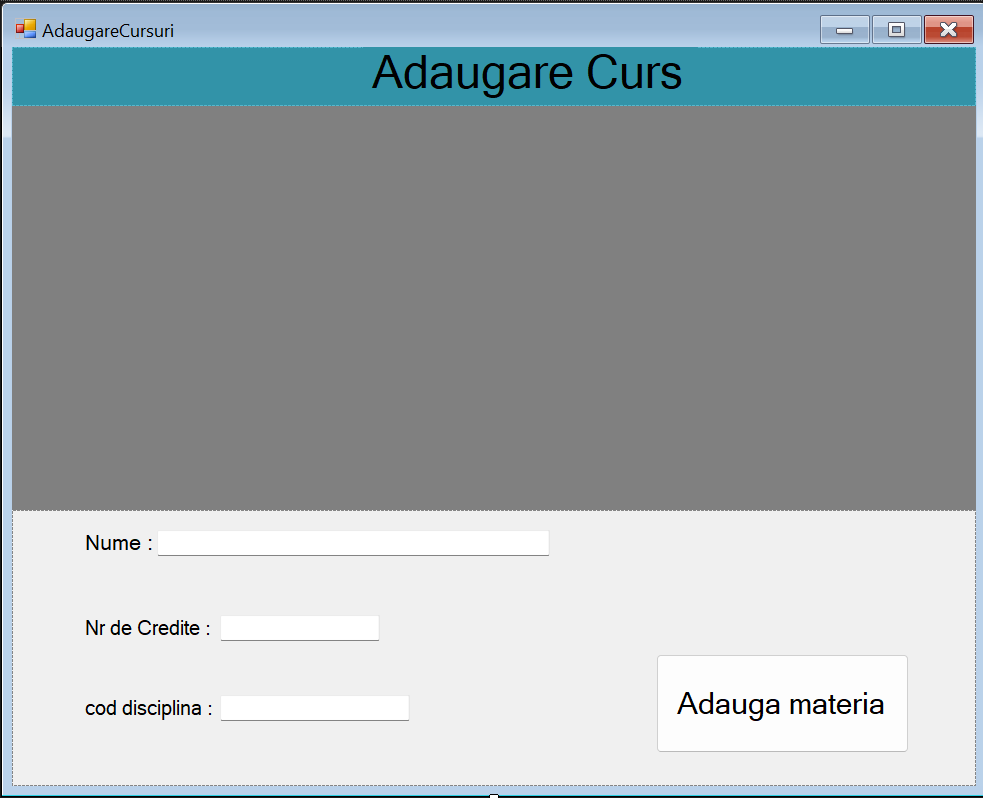 AdaugareCursuri
Adaugare Curs
Nume :
Nr de Credite :
cod disciplina :
Adauga materia